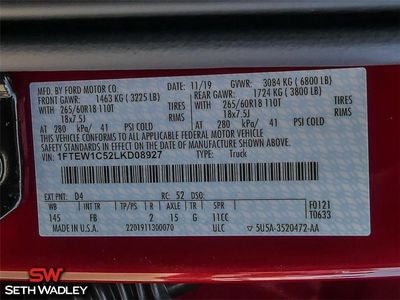 MFD. BY FORD MOTOR CO. 11/19 GVWR: 3084 KG ( 6800 LB)
FRONT GAWR: 1463 KG ( 3225 LB) REAR GAWR: 1724 KG ( 3800 LB)
WITH WITH
265/60R18 110T TIRES 265/60R18 110T TIRES
18x7.5J RIMS 18x7.5J RIMS
AT 280 kPa/ 41 PSI COLD AT 280 kPa/ 41 PSI COLD
THIS VEHICLE CONFORMS TO ALL APPLICABLE FEDERAL MOTOR VEHICLE
SAFETY STANDARDS IN EFFECT ON THE DATE OF MANUFACTURE SHOWN ABOVE.
VIN: 1FTEW1C52LKD08927 TYPE: Truck
EXT PNT: D4 RC: 52 DSO: F0121
WB INT TR TP/PS R AXLE TR SPR T0633
145 FB 2 15 G 11CC
2201911300070 ULC 5U5A-3520472-AA
SW
SETH WADLEY